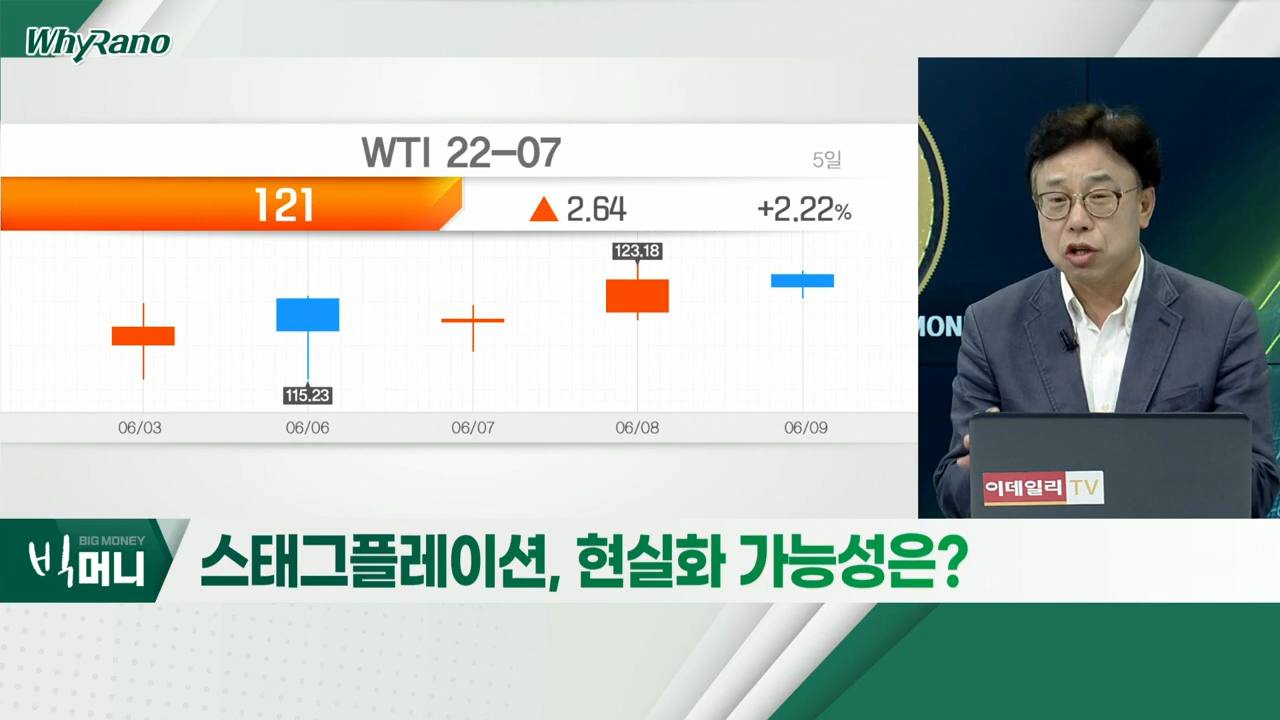 WhyRano
WTI 22-07
5일
121
▲ 2.64
+2.22%
123.18
115.23
06/03
06/06
06/07
06/08
06/09
MON
이데일리 TV
BIG MONEY
빅머니
스태그플레이션, 현실화 가능성은?